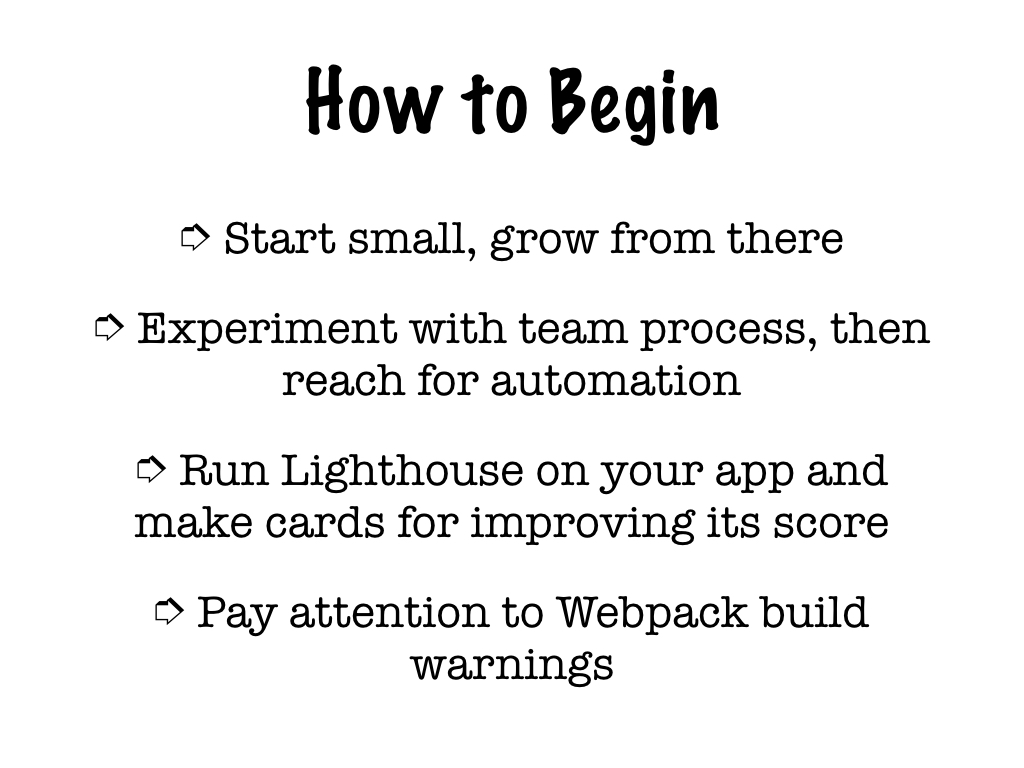 How to Begin
➩ Start small, grow from there
➩ Experiment with team process, then
reach for automation
➩ Run Lighthouse on your app and
make cards for improving its score
➩ Pay attention to Webpack build
warnings